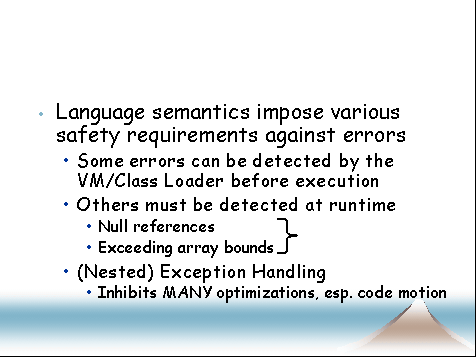 • Language semantics impose various
safety requirements against errors
• Some errors can be detected by the
VM/Class Loader before execution
• Others must be detected at runtime
• Null references
• Exceeding array bounds
• (Nested) Exception Handling
• Inhibits MANY optimizations, esp. code motion